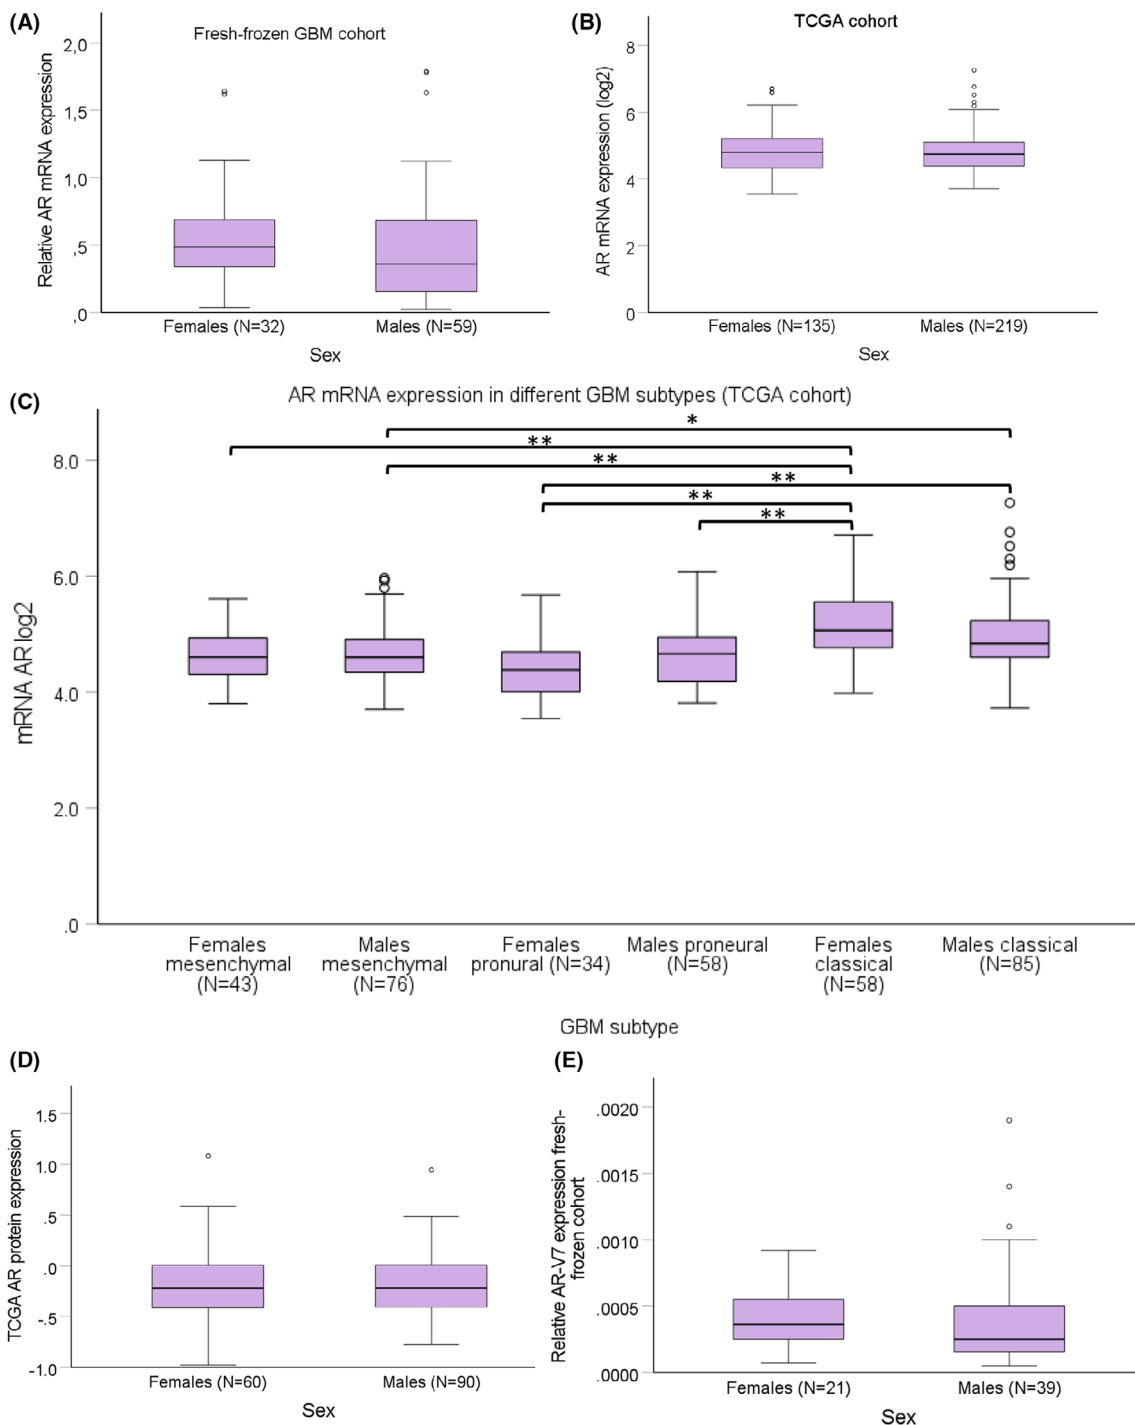 (A)
Fresh-frozen GBM cohort
Relative AR mRNA expression
2,0
1,5
1,0
,5
,0
Females (N=32)
Males (N=59)
Sex
(B)
TCGA cohort
AR mRNA expression (log2)
8
6
4
2
0
Females (N=135)
Males (N=219)
Sex
(C)
AR mRNA expression in different GBM subtypes (TCGA cohort)
mRNA AR log2
8.0
6.0
4.0
2.0
.0
*
**
**
**
**
**
Females
mesenchymal
(N=43)
Males
mesenchymal
(N=76)
Females
pronural (N=34)
Males proneural
(N=58)
Females
classical
(N=58)
Males classical
(N=85)
GBM subtype
(D)
TCGA AR protein expression
1.5
1.0
.5
.0
-.5
-1.0
Females (N=60)
Males (N=90)
Sex
(E)
Relative AR-V7 expression fresh-
frozen cohort
.0020
.0015
.0010
.0005
.0000
Females (N=21)
Males (N=39)
Sex